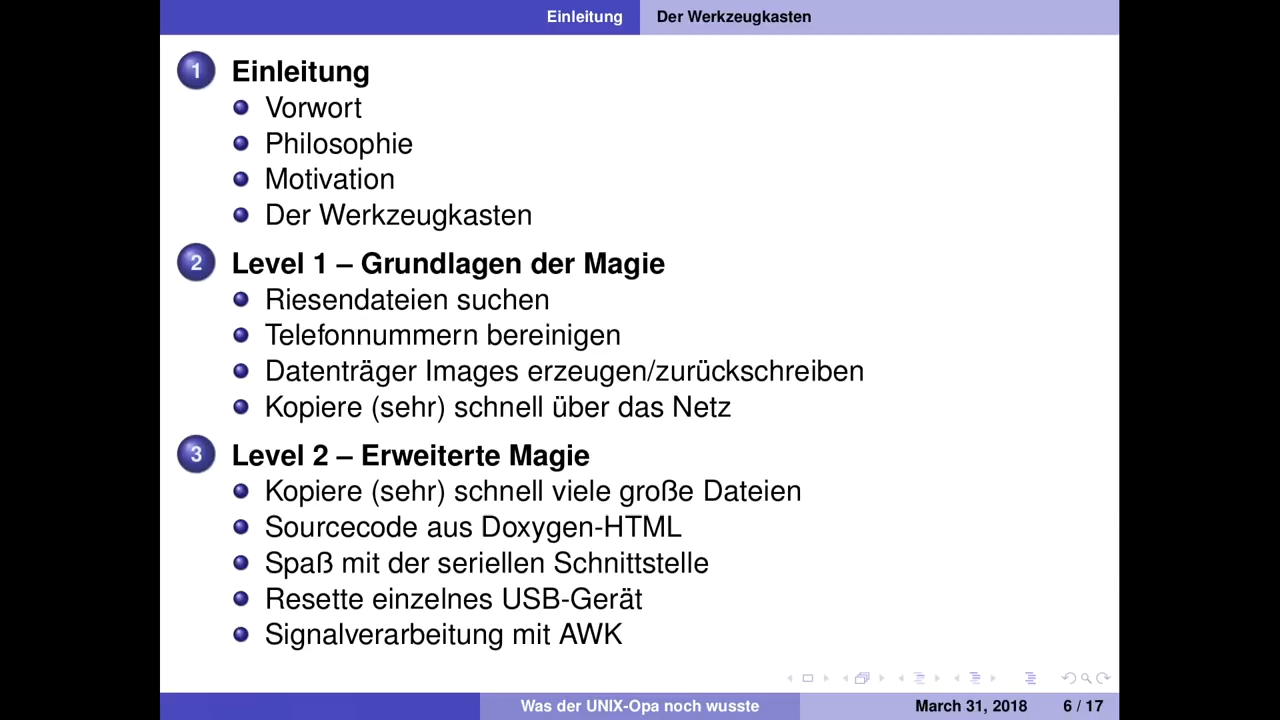 Einleitung Der Werkzeugkasten
1 Einleitung
Vorwort
Philosophie
Motivation
Der Werkzeugkasten
2 Level 1 – Grundlagen der Magie
Riesendateien suchen
Telefonnummern bereinigen
Datenträger Images erzeugen/zurückschreiben
Kopiere (sehr) schnell über das Netz
3 Level 2 – Erweiterte Magie
Kopiere (sehr) schnell viele große Dateien
Sourcecode aus Doxygen-HTML
Spaß mit der seriellen Schnittstelle
Resette einzelnes USB-Gerät
Signalverarbeitung mit AWK
Was der UNIX-Opa noch wusste March 31, 2018 6 / 17